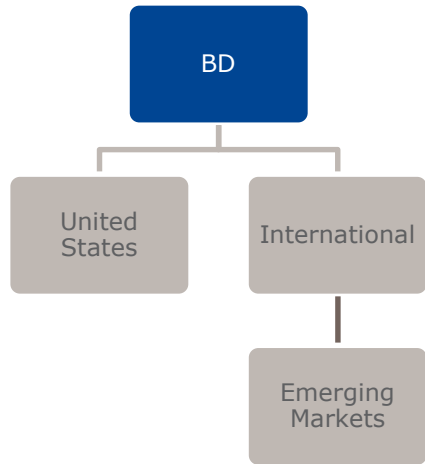 BD
United
States
International
Emerging
Markets